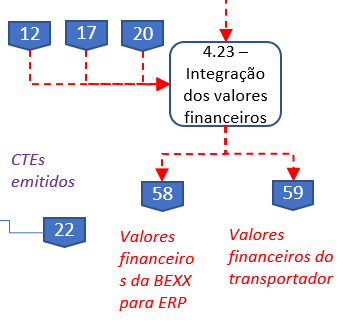 12
17
20
4.23 –
Integração
dos valores
financeiros
CTEs
emitidos
22
58
59
Valores
financeiro
s da BEXX
para ERP
Valores
financeiros do
transportador